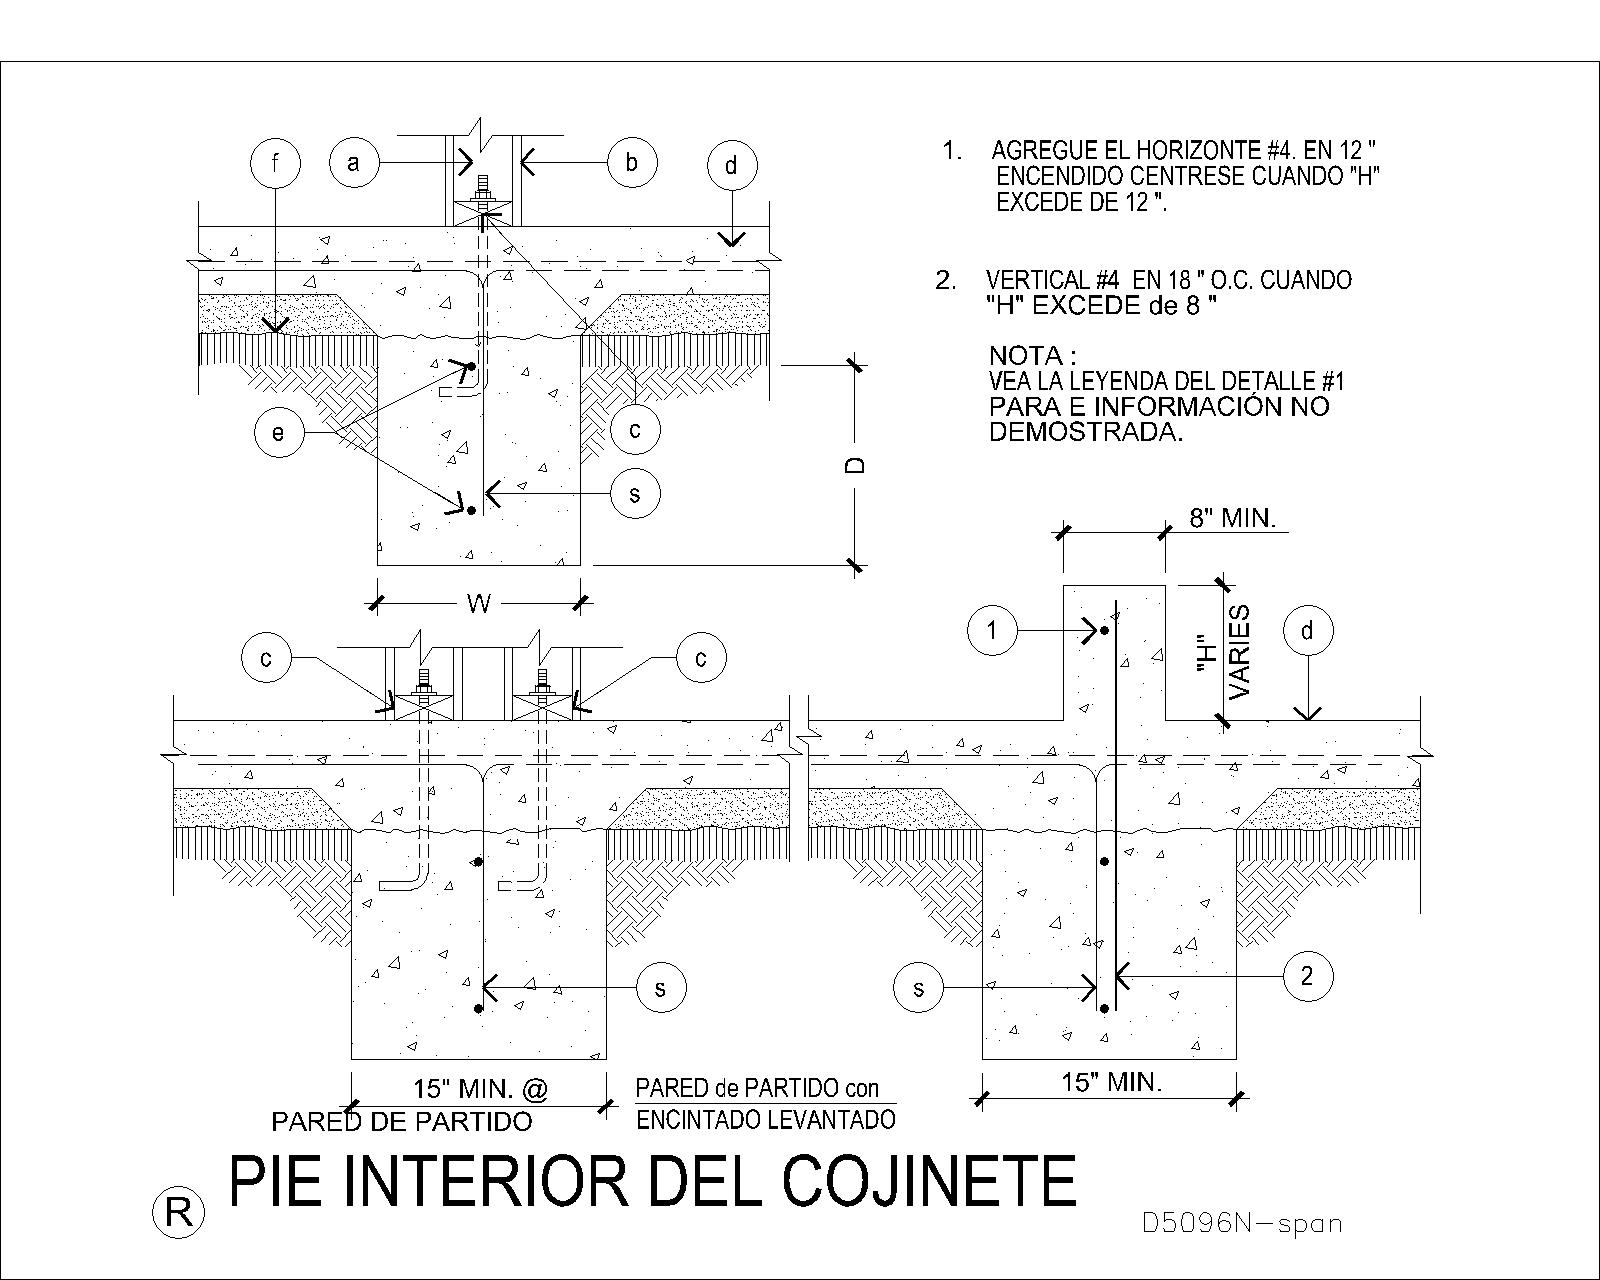 f
a
b
d
1. AGREGUE EL HORIZONTE #4. EN 12 "
ENCENDIDO CENTRESE CUANDO "H"
EXCEDE DE 12 ".
2. VERTICAL #4 EN 18 " O.C. CUANDO
"H" EXCEDE de 8 "
NOTA :
VEA LA LEYENDA DEL DETALLE #1
PARA E INFORMACIÓN NO
DEMOSTRADA.
e
c
s
D
W
8" MIN.
c
c
1
"H"
VARIES
d
s
s
2
15" MIN. @
PARED DE PARTIDO
PARED de PARTIDO con
ENCINTADO LEVANTADO
15" MIN.
R
PIE INTERIOR DEL COJINETE
D5096N-span